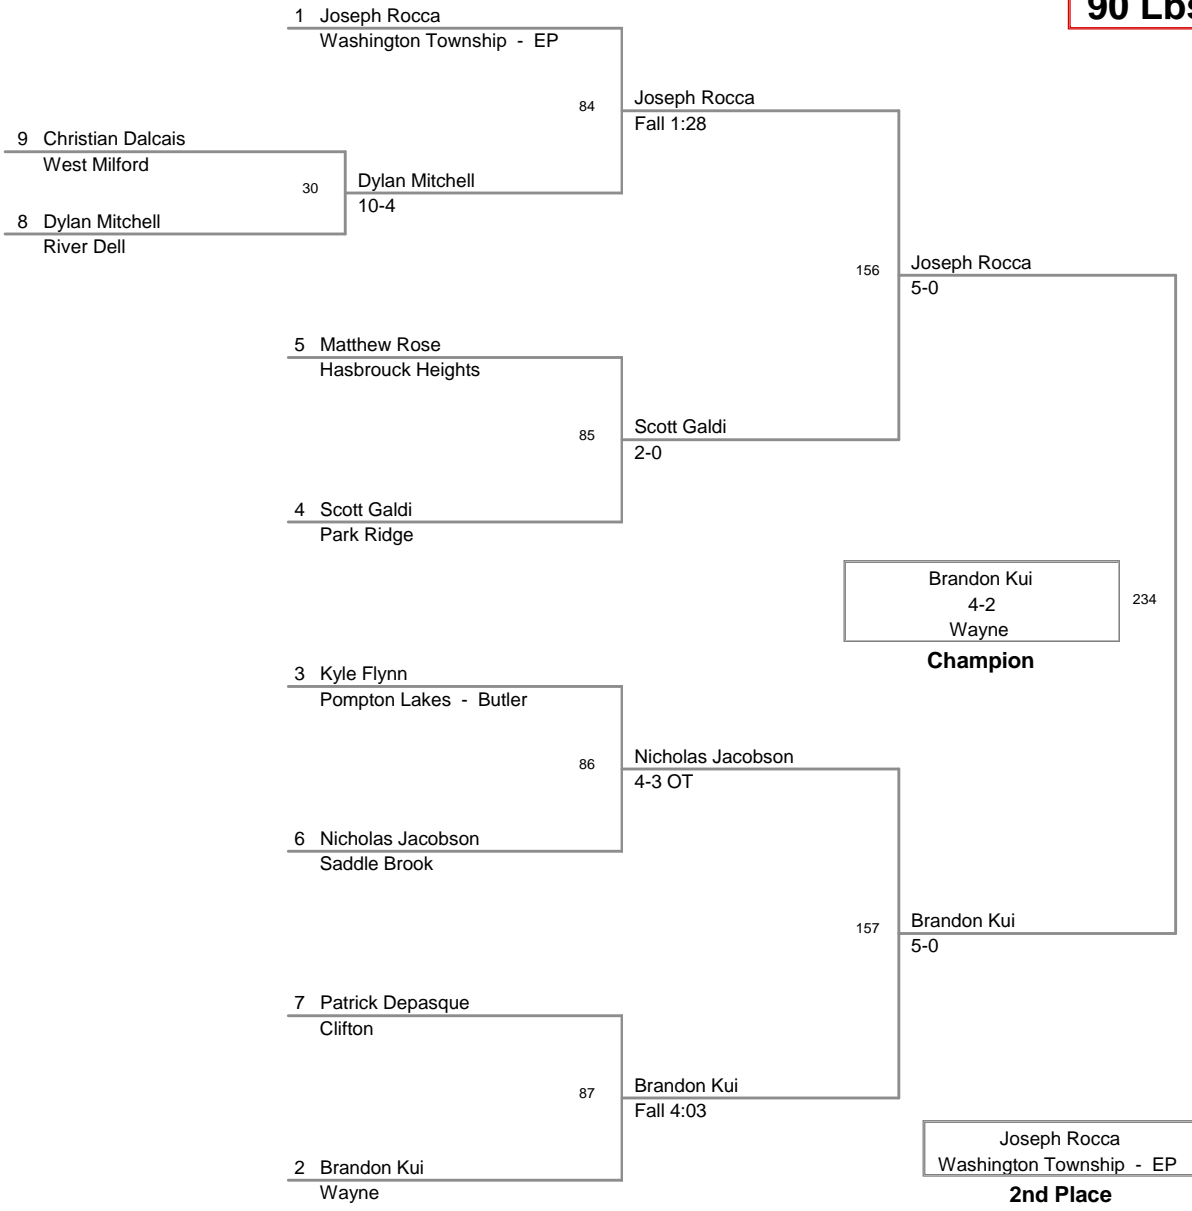 90 Lbs
1 Joseph Rocca
Washington Township - EP
84
Joseph Rocca
Fall 1:28
9 Christian Dalcais
West Milford
30
Dylan Mitchell
10-4
8 Dylan Mitchell
River Dell
156
Joseph Rocca
5-0
5 Matthew Rose
Hasbrouck Heights
85
Scott Galdi
2-0
4 Scott Galdi
Park Ridge
Brandon Kui
4-2
Wayne
234
Champion
3 Kyle Flynn
Pompton Lakes - Butler
86
Nicholas Jacobson
4-3 OT
6 Nicholas Jacobson
Saddle Brook
157
Brandon Kui
5-0
7 Patrick Depasque
Clifton
87
Brandon Kui
Fall 4:03
2 Brandon Kui
Wayne
Joseph Rocca
Washington Township - EP
2nd Place